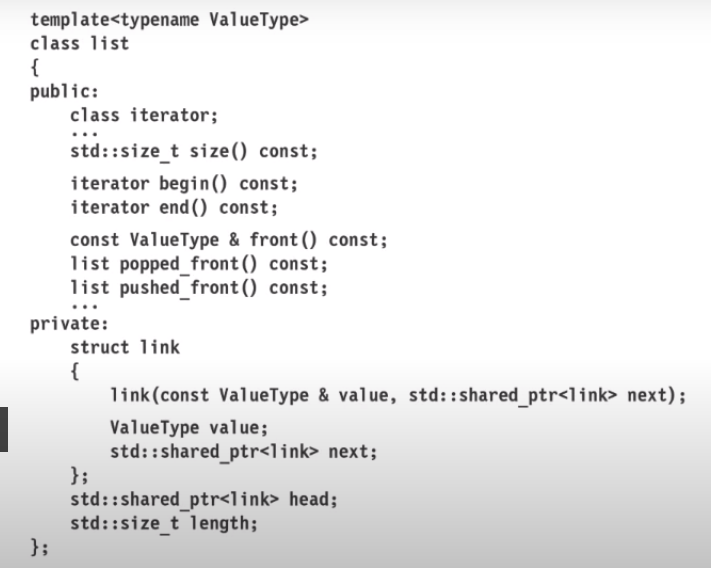 template<typename ValueType>
class list
{
public:
    class iterator;
    ...
    std::size_t size() const;
    iterator begin() const;
    iterator end() const;
    const ValueType & front() const;
    list popped_front() const;
    list pushed_front() const;
    ...
private:
    struct link
    {
        link(const ValueType & value, std::shared_ptr<link> next);
        ValueType value;
        std::shared_ptr<link> next;
    };
    std::shared_ptr<link> head;
    std::size_t length;
};